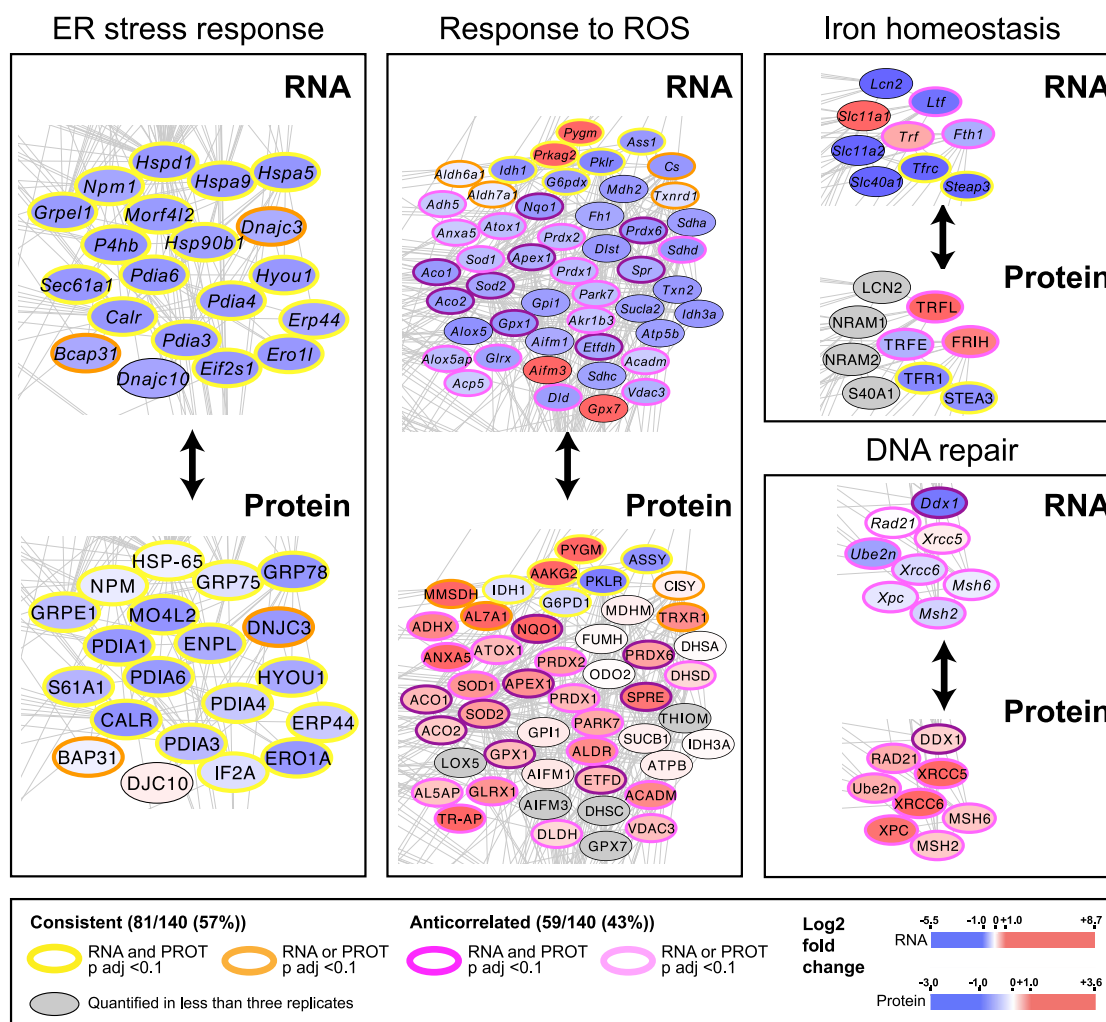 ER stress response
RNA
Hspd1
Npm1
Hspa9
Hspa5
Grpel1
Morf4l2
Dnajc3
P4hb
Hsp90b1
Sec61a1
Pdia6
Hyou1
Pdia4
Calr
Erp44
Pdia3
Bcap31
Ero1l
Eif2s1
Dnajc10
Protein
HSP-65
NPM
GRP75
GRP78
GRPE1
MO4L2
DNJC3
PDIA1
ENPL
S61A1
PDIA6
HYOU1
PDIA4
CALR
ERP44
PDIA3
BAP31
IF2A
ERO1A
DJC10
Response to ROS
RNA
Pygm
Ass1
Prkag2
Pklr
Cs
Aldh6a1
Idh1
G6pdx
Aldh7a1
Mdh2
Txnrd1
Adh5
Nqo1
Fh1
Sdha
Anxa5
Atox1
Prdx2
Prdx6
Dlst
Sdhd
Sod1
Apex1
Aco1
Prdx1
Spr
Sod2
Aco2
Park7
Txn2
Gpi1
Sucla2
Idh3a
Gpx1
Akr1b3
Alox5
Atp5b
Aifm1
Etfdh
Alox5ap
Glrx
Acadm
Aifm3
Sdhc
Acp5
Dld
Vdac3
Gpx7
Protein
PYGM
ASSY
AAKG2
PKLR
CISY
MMSDH
IDH1
G6PD1
AL7A1
MDHM
TRXR1
ADHX
NQO1
FUMH
DHSA
ANXA5
ATOX1
PRDX2
PRDX6
ODO2
DHSD
SOD1
APEX1
ACO1
PRDX1
SPRE
SOD2
THIOM
ACO2
PARK7
GPI1
SUCB1
IDH3A
GPX1
ALDR
LOX5
ATPB
AIFM1
ETFD
AL5AP
GLRX1
ACADM
AIFM3
DHSC
TR-AP
DLDH
VDAC3
GPX7
Iron homeostasis
RNA
Lcn2
Ltf
Slc11a1
Trf
Fth1
Slc11a2
Tfrc
Slc40a1
Steap3
Protein
LCN2
TRFL
NRAM1
TRFE
FRIH
NRAM2
TFR1
S40A1
STEA3
DNA repair
RNA
Ddx1
Rad21
Xrcc5
Ube2n
Xrcc6
Msh6
Xpc
Msh2
Protein
DDX1
RAD21
XRCC5
Ube2n
XRCC6
XPC
MSH6
MSH2
Consistent (81/140 (57%))
RNA and PROT
p adj <0.1
RNA or PROT
p adj <0.1
Quantified in less than three replicates
Anticorrelated (59/140 (43%))
RNA and PROT
p adj <0.1
RNA or PROT
p adj <0.1
Log2
fold
change
-5.5 -1.0 0 +1.0 +8.7
RNA
-3.0 -1.0 0 +1.0 +3.6
Protein